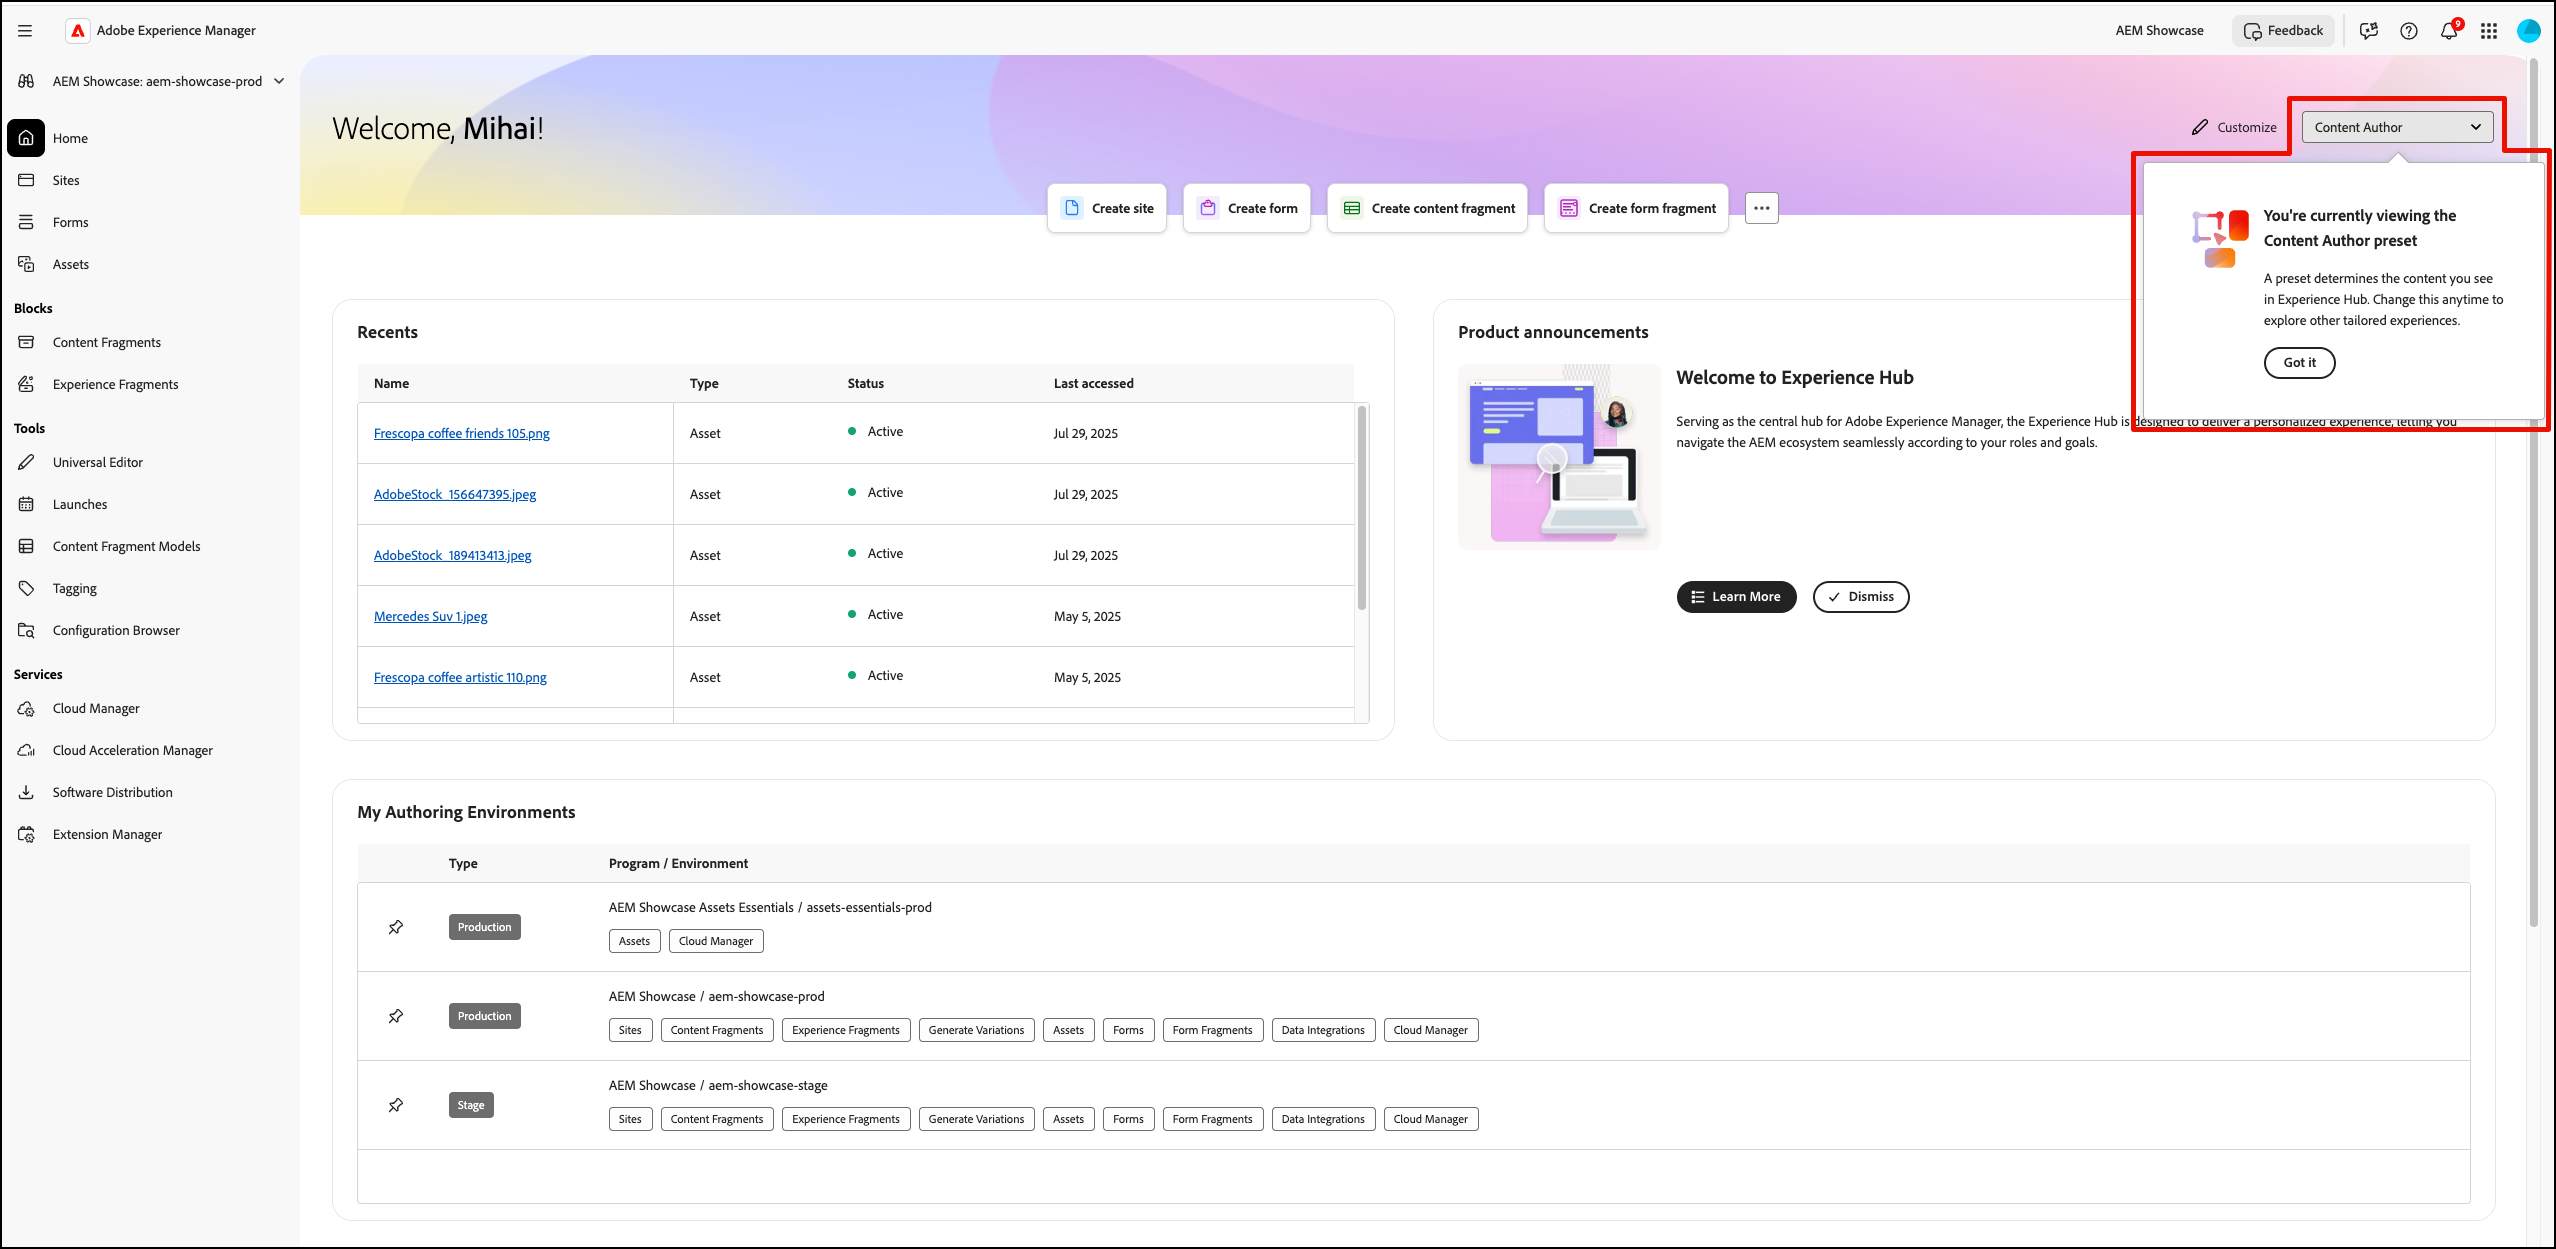 Adobe Experience Manager
AEM Showcase
Feedback
9
AEM Showcase: aem-showcase-prod
Home
Sites
Forms
Assets
Blocks
Content Fragments
Experience Fragments
Tools
Universal Editor
Launches
Content Fragment Models
Tagging
Configuration Browser
Services
Cloud Manager
Cloud Acceleration Manager
Software Distribution
Extension Manager
Welcome, Mihai!
Customize
Content Author
Create site
Create form
Create content fragment
Create form fragment
You're currently viewing the
Content Author preset
A preset determines the content you see
in Experience Hub. Change this anytime to
explore other tailored experiences.
Got it
Recents
Name Type Status Last accessed
Frescopa coffee friends 105.png Asset Active Jul 29, 2025
AdobeStock_156647395.jpeg Asset Active Jul 29, 2025
AdobeStock_189413413.jpeg Asset Active Jul 29, 2025
Mercedes Suv 1.jpeg Asset Active May 5, 2025
Frescopa coffee artistic 110.png Asset Active May 5, 2025
Product announcements
Welcome to Experience Hub
Serving as the central hub for Adobe Experience Manager, the Experience Hub is designed to deliver a personalized experience, letting you
navigate the AEM ecosystem seamlessly according to your roles and goals.
Learn More
Dismiss
My Authoring Environments
Type Program / Environment
Production AEM Showcase Assets Essentials / assets-essentials-prod
Assets Cloud Manager
Production AEM Showcase / aem-showcase-prod
Sites Content Fragments Experience Fragments Generate Variations Assets Forms Form Fragments Data Integrations Cloud Manager
Stage AEM Showcase / aem-showcase-stage
Sites Content Fragments Experience Fragments Generate Variations Assets Forms Form Fragments Data Integrations Cloud Manager